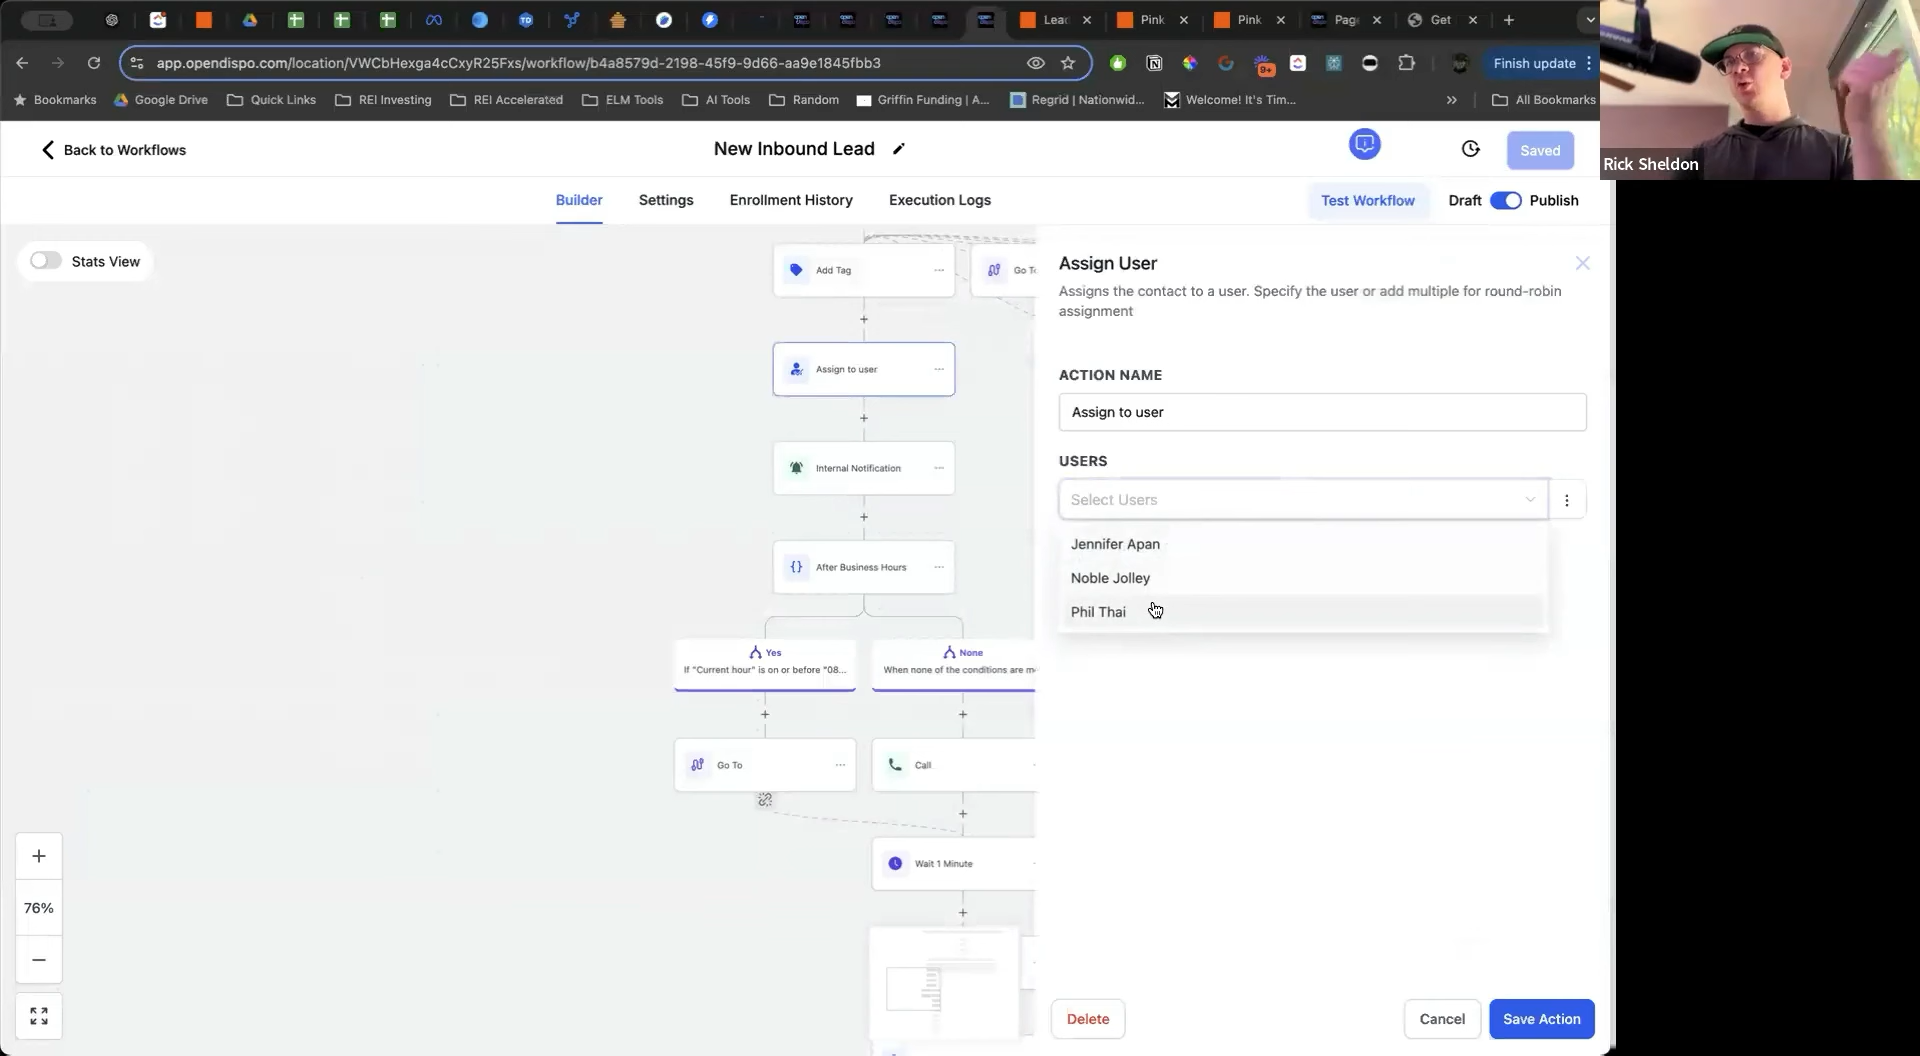 Lead
Pink
Pink
Page
Get
app.opendispo.com/location/VWCbHexga4cCxyR25Fxs/workflow/b4a8579d-2198-45f9-9d66-aa9e1845fbb3
9+
Finish update
Bookmarks
Google Drive
Quick Links
REI Investing
REI Accelerated
ELM Tools
AI Tools
Random
Griffin Funding | A...
Regrid | Nationwid...
Welcome! It's Tim...
All Bookmarks
Rick Sheldon
Back to Workflows
New Inbound Lead
Saved
Builder
Settings
Enrollment History
Execution Logs
Test Workflow
Draft
Publish
Stats View
Add Tag
Go To
Assign to user
Internal Notification
After Business Hours
Yes
If "Current hour" is on or before "08...
None
When none of the conditions are me
Go To
Call
Wait 1 Minute
76%
Assign User
Assigns the contact to a user. Specify the user or add multiple for round-robin
assignment
ACTION NAME
Assign to user
USERS
Select Users
Jennifer Apan
Noble Jolley
Phil Thai
Delete
Cancel
Save Action